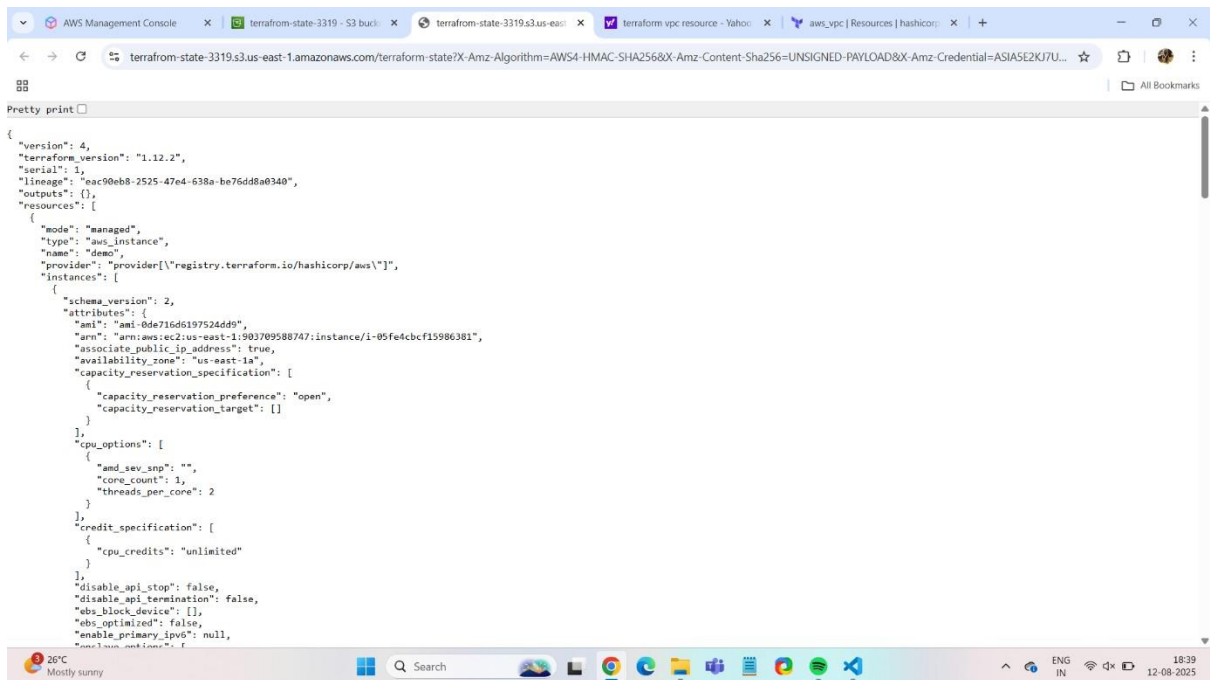 AWS Management Console
terrafrom-state-3319 - S3 buck
terrafrom-state-3319.s3.us-east
terraform vpc resource - Yahoo
aws_vpc | Resources | hashicorp
terrafrom-state-3319.s3.us-east-1.amazonaws.com/terraform-state?X-Amz-Algorithm=AWS4-HMAC-SHA256&X-Amz-Content-Sha256=UNSIGNED-PAYLOAD&X-Amz-Credential=ASIA5E2KJ7U...
All Bookmarks
Pretty print
{
"version": 4,
"terraform_version": "1.12.2",
"serial": 1,
"lineage": "eac90eb8-2525-47e4-638a-be76dd8a0340",
"outputs": {},
"resources": [
{
"mode": "managed",
"type": "aws_instance",
"name": "demo",
"provider": "provider[\"registry.terraform.io/hashicorp/aws\"]",
"instances": [
{
"schema_version": 2,
"attributes": {
"ami": "ami-0de716d6197524dd9",
"arn": "arn:aws:ec2:us-east-1:903709588747:instance/i-05fe4cbcf15986381",
"associate_public_ip_address": true,
"availability_zone": "us-east-1a",
"capacity_reservation_specification": [
{
"capacity_reservation_preference": "open",
"capacity_reservation_target": []
}
],
"cpu_options": [
{
"amd_sev_snp": "",
"core_count": 1,
"threads_per_core": 2
}
],
"credit_specification": [
{
"cpu_credits": "unlimited"
}
],
"disable_api_stop": false,
"disable_api_termination": false,
"ebs_block_device": [],
"ebs_optimized": false,
"enable_primary_ipv6": null,
"enclave_options": [
3
26°C
Mostly sunny
Search
ENG
IN
18:39
12-08-2025